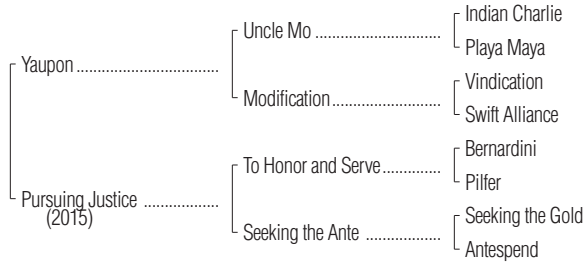 Indian Charlie
Uncle Mo ..............................
Playa Maya
Yaupon ..................................
Vindication
Modification..........................
Swift Alliance
Bernardini
To Honor and Serve..............
Pilfer
Pursuing Justice ..................
(2015)
Seeking the Gold
Seeking the Ante ..................
Antespend